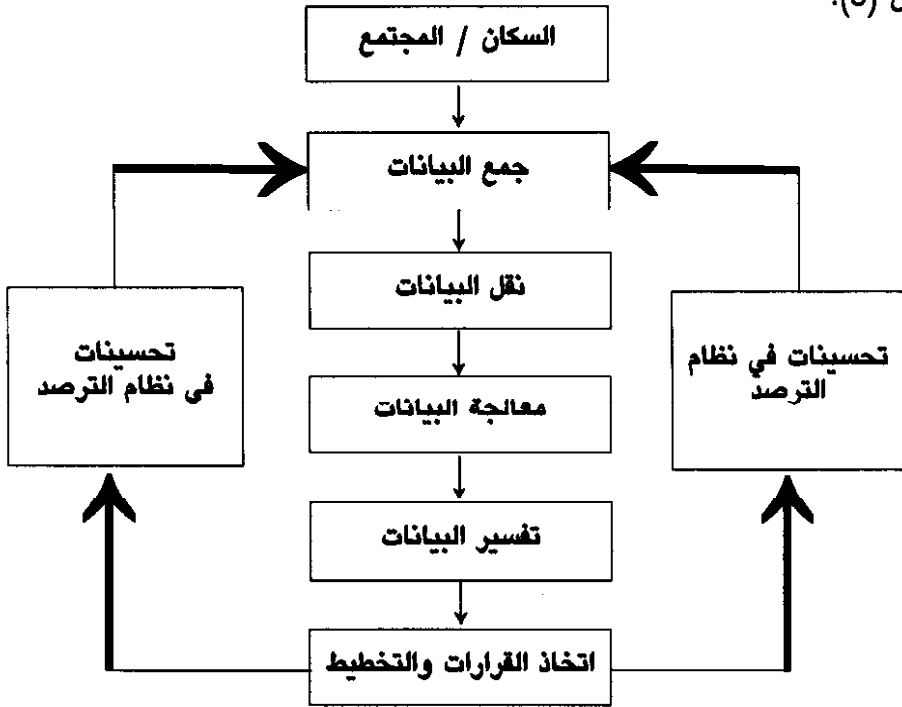 (5).
السكان / المجتمع
جمع البيانات
نقل البيانات
تحسينات في نظام
الترصد
تحسينات
في نظام الترصد
معالجة البيانات
تفسير البيانات
اتخاذ القرارات والتخطيط